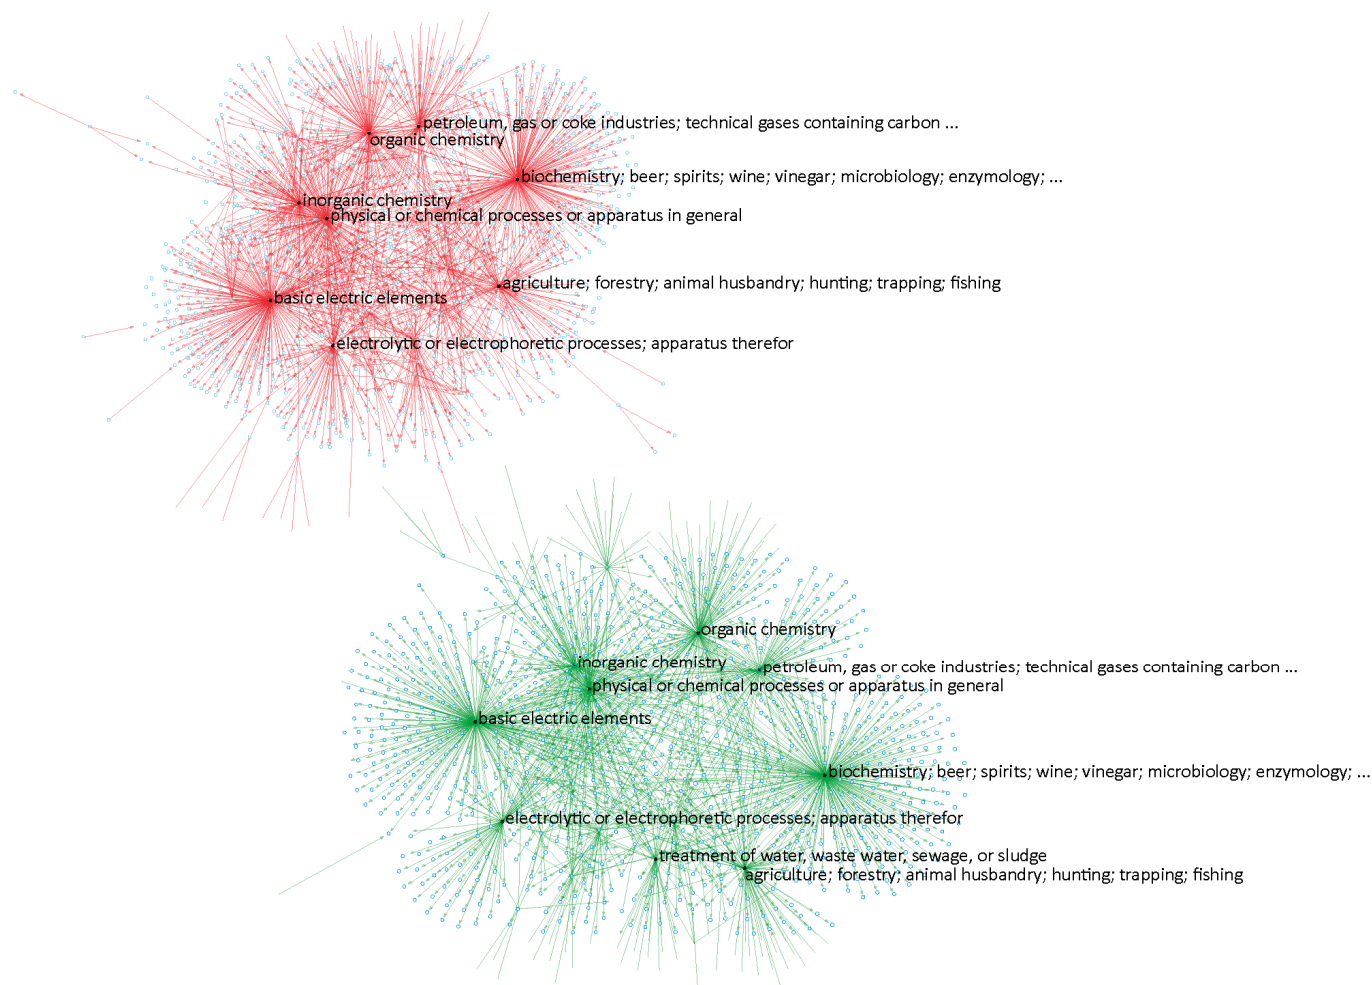 petroleum, gas or coke industries; technical gases containing carbon ...
organic chemistry
biochemistry; beer; spirits; wine; vinegar; microbiology; enzymology; ...
inorganic chemistry
physical or chemical processes or apparatus in general
agriculture; forestry; animal husbandry; hunting; trapping; fishing
basic electric elements
electrolytic or electrophoretic processes; apparatus therefor
organic chemistry
inorganic chemistry
petroleum, gas or coke industries; technical gases containing carbon ...
physical or chemical processes or apparatus in general
basic electric elements
biochemistry; beer; spirits; wine; vinegar; microbiology; enzymology; ...
electrolytic or electrophoretic processes; apparatus therefor
treatment of water, waste water, sewage, or sludge
agriculture; forestry; animal husbandry; hunting; trapping; fishing